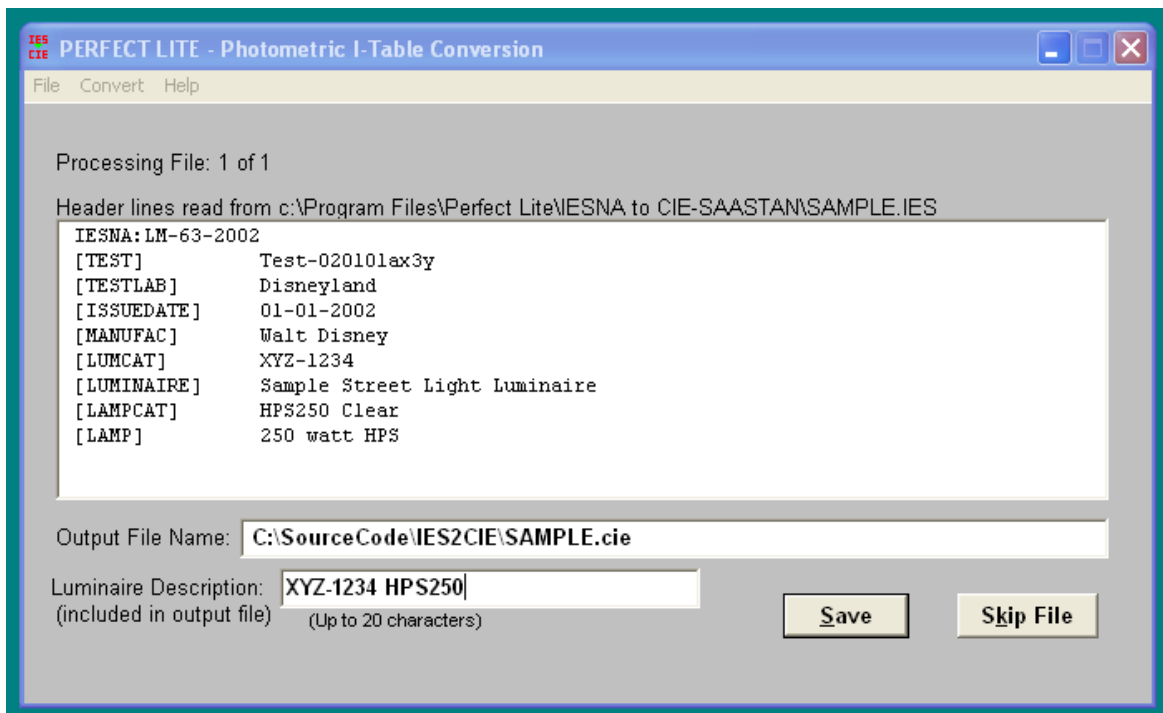 IES
CIE PERFECT LITE - Photometric I-Table Conversion
File Convert Help
Processing File: 1 of 1
Header lines read from c:\Program Files\Perfect Lite\IESNA to CIE-SAASTAN\SAMPLE.IES
IESNA:LM-63-2002
[TEST] Test-020101ax3y
[TESTLAB] Disneyland
[ISSUEDATE] 01-01-2002
[MANUFAC] Walt Disney
[LUMCAT] XYZ-1234
[LUMINAIRE] Sample Street Light Luminaire
[LAMPCAT] HPS250 Clear
[LAMP] 250 watt HPS
Output File Name: C:\SourceCode\IES2CIE\SAMPLE.cie
Luminaire Description: XYZ-1234 HPS250
(included in output file) (Up to 20 characters)
Save Skip File